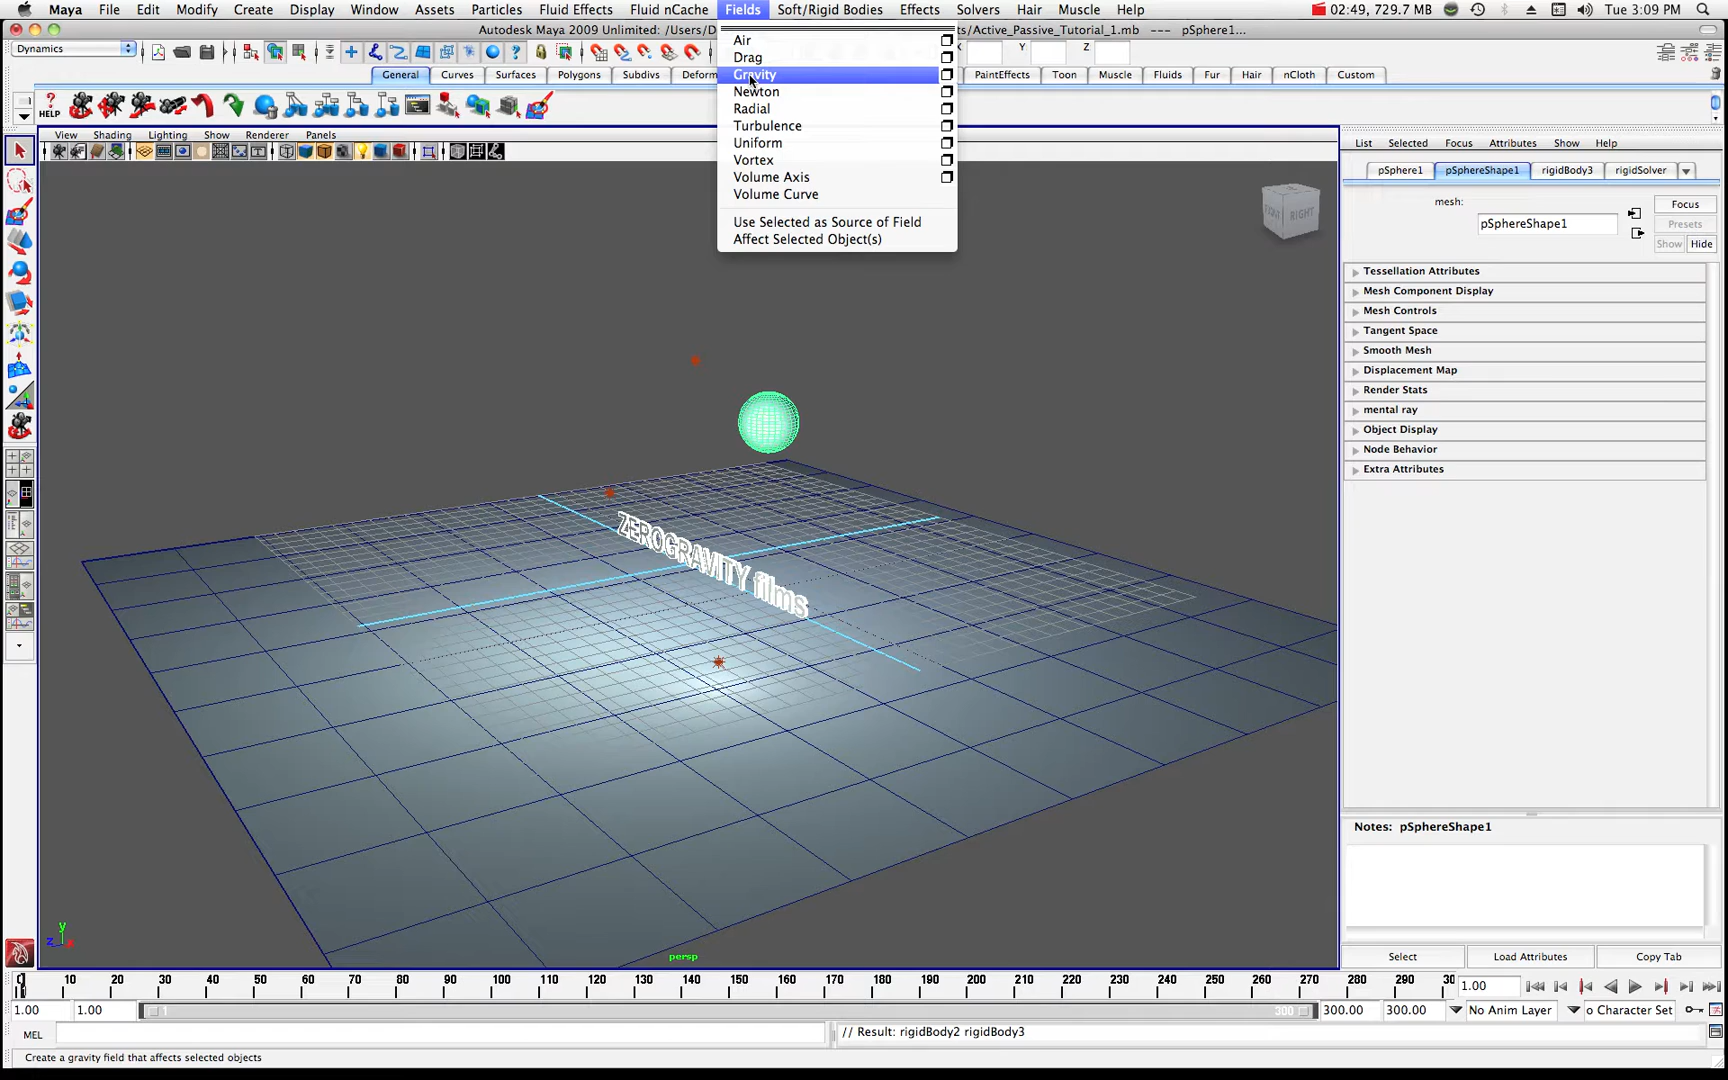 Maya File Edit Modify Create Display Window Assets Particles Fluid Effects Fluid nCache Fields Soft/Rigid Bodies Effects Solvers Hair Muscle Help 02:49, 729.7 MB Tue 3:09 PM
Autodesk Maya 2009 Unlimited: /Users/D
ts/Active_Passive_Tutorial_1.mb --- pSphere1...
Dynamics
X Y Z
General Curves Surfaces Polygons Subdivs Deform
PaintEffects Toon Muscle Fluids Fur Hair nCloth Custom
HELP
Air
Drag
Gravity
Newton
Radial
Turbulence
Uniform
Vortex
Volume Axis
Volume Curve
Use Selected as Source of Field
Affect Selected Object(s)
View Shading Lighting Show Renderer Panels
FRONT RIGHT
ZEROGRAVITY films
y
z
persp
List Selected Focus Attributes Show Help
pSphere1 pSphereShape1 rigidBody3 rigidSolver
mesh: pSphereShape1
Focus
Presets
Show Hide
Tessellation Attributes
Mesh Component Display
Mesh Controls
Tangent Space
Smooth Mesh
Displacement Map
Render Stats
mental ray
Object Display
Node Behavior
Extra Attributes
Notes: pSphereShape1
Select Load Attributes Copy Tab
10 20 30 40 50 60 70 80 90 100 110 120 130 140 150 160 170 180 190 200 210 220 230 240 250 260 270 280 290 30 1.00
1.00 1.00 1 300 300.00 300.00 No Anim Layer o Character Set
MEL // Result: rigidBody2 rigidBody3
Create a gravity field that affects selected objects